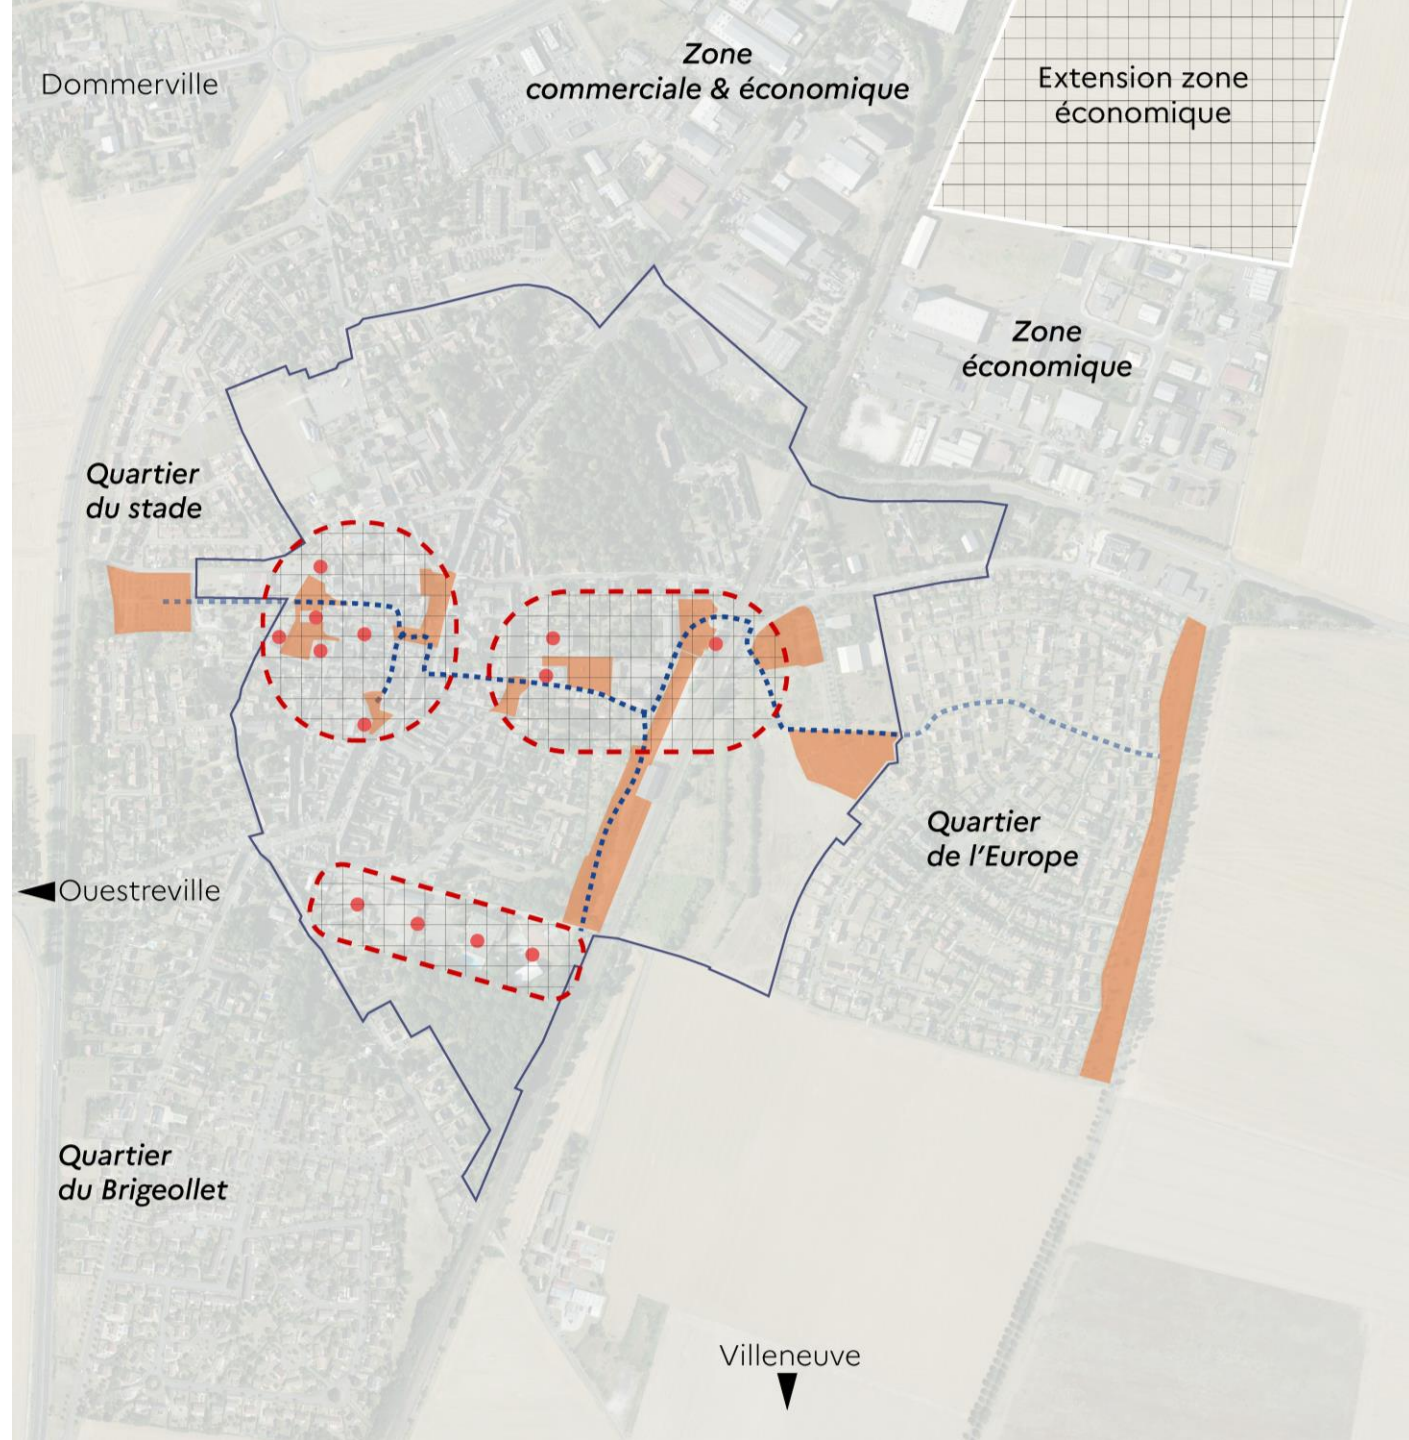 Zone
commerciale & économique
Dommerville
Extension zone
économique
Zone
économique
Quartier
du stade
Quartier
de l'Europe
Ouestreville
Quartier
du Brigeollet
Villeneuve